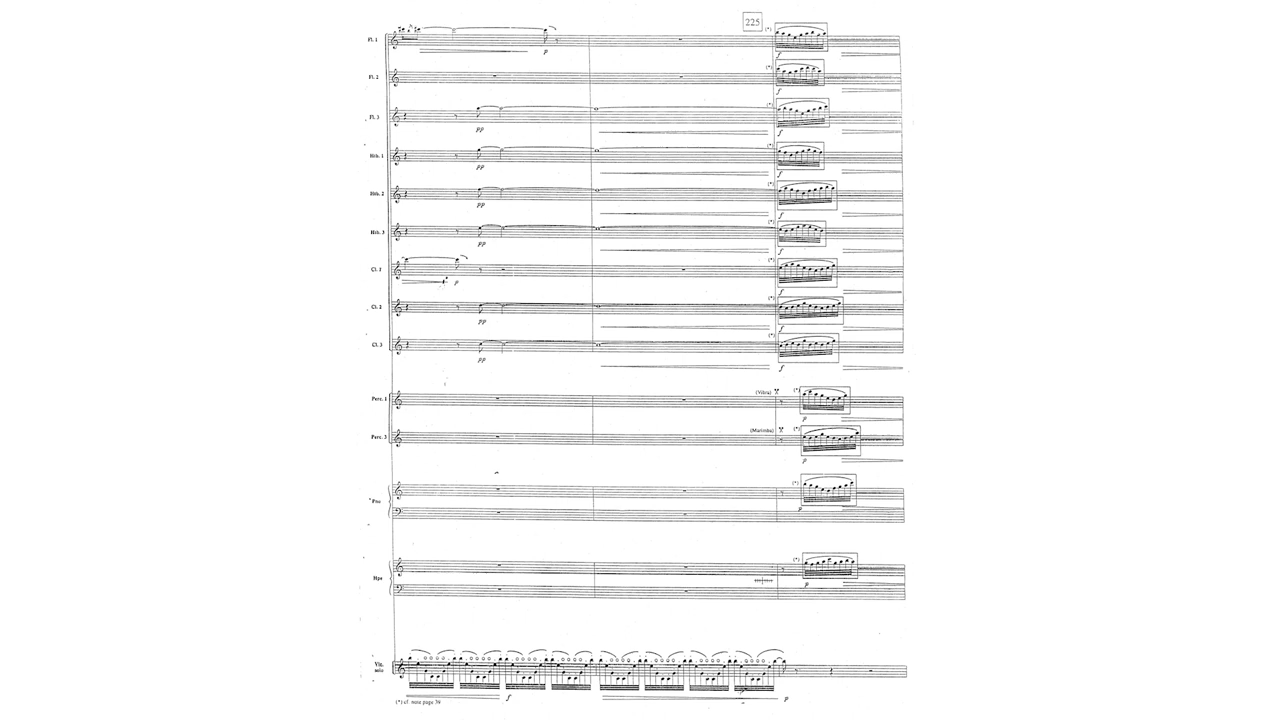 225
Fl. 1
(*)
p
f
Fl. 2
(*)
f
Fl. 3
(*)
pp
f
Htb. 1
(*)
pp
f
Htb. 2
(*)
pp
f
Htb. 3
(*)
pp
f
Cl. 1
(*)
f
p
f
Cl. 2
(*)
pp
f
Cl. 3
(*)
pp
f
Perc. 1
(Vibra)
(*)
p
Perc. 3
(Marimba)
(*)
p
Pno
(*)
p
Hpe
(*)
p
Vlg.
solo
f
p
(*) cf. note page 39